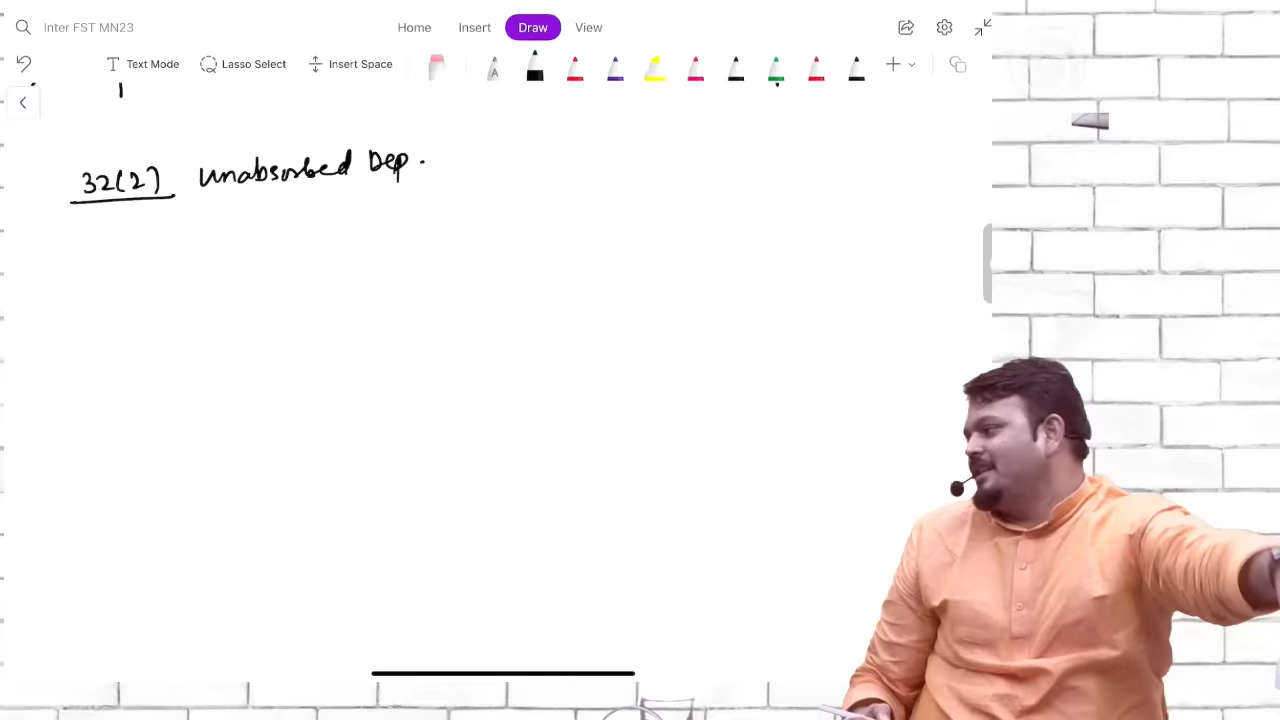 Inter FST MN23
Home Insert Draw View
Text Mode Lasso Select Insert Space
A
32(2) Unabsorbed Dep.